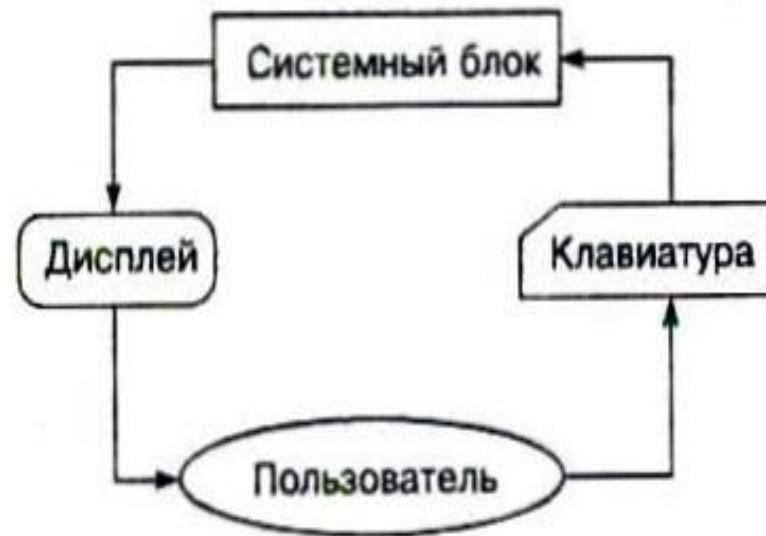 Системный блок
Дисплей
Клавиатура
Пользователь